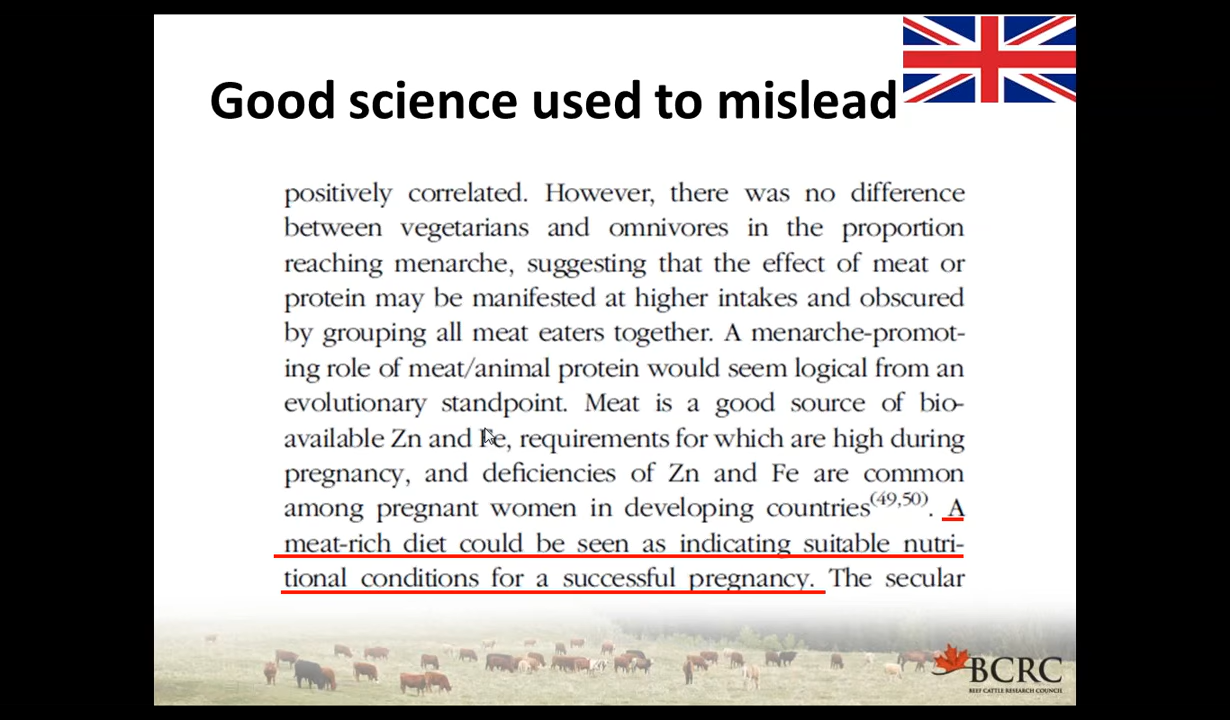 Good science used to mislead
positively correlated. However, there was no difference
between vegetarians and omnivores in the proportion
reaching menarche, suggesting that the effect of meat or
protein may be manifested at higher intakes and obscured
by grouping all meat eaters together. A menarche-promot-
ing role of meat/animal protein would seem logical from an
evolutionary standpoint. Meat is a good source of bio-
available Zn and Fe, requirements for which are high during
pregnancy, and deficiencies of Zn and Fe are common
among pregnant women in developing countries(49,50). A
meat-rich diet could be seen as indicating suitable nutri-
tional conditions for a successful pregnancy. The secular
BCRC
BEEF CATTLE RESEARCH COUNCIL